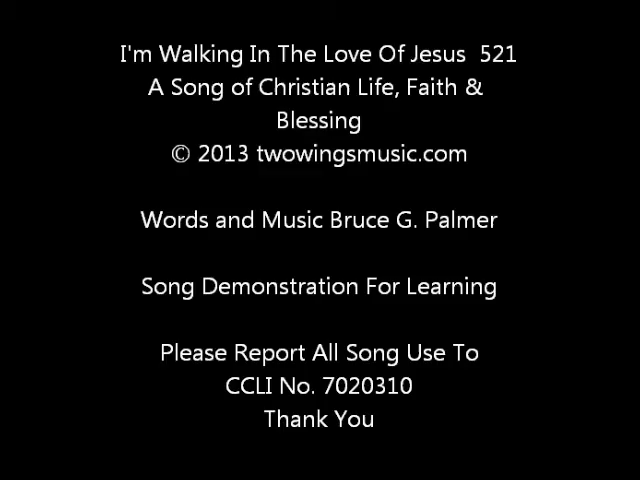 I'm Walking In The Love Of Jesus  521
A Song of Christian Life, Faith &
Blessing
© 2013 twowingsmusic.com
Words and Music Bruce G. Palmer
Song Demonstration For Learning
Please Report All Song Use To
CCLI No. 7020310
Thank You